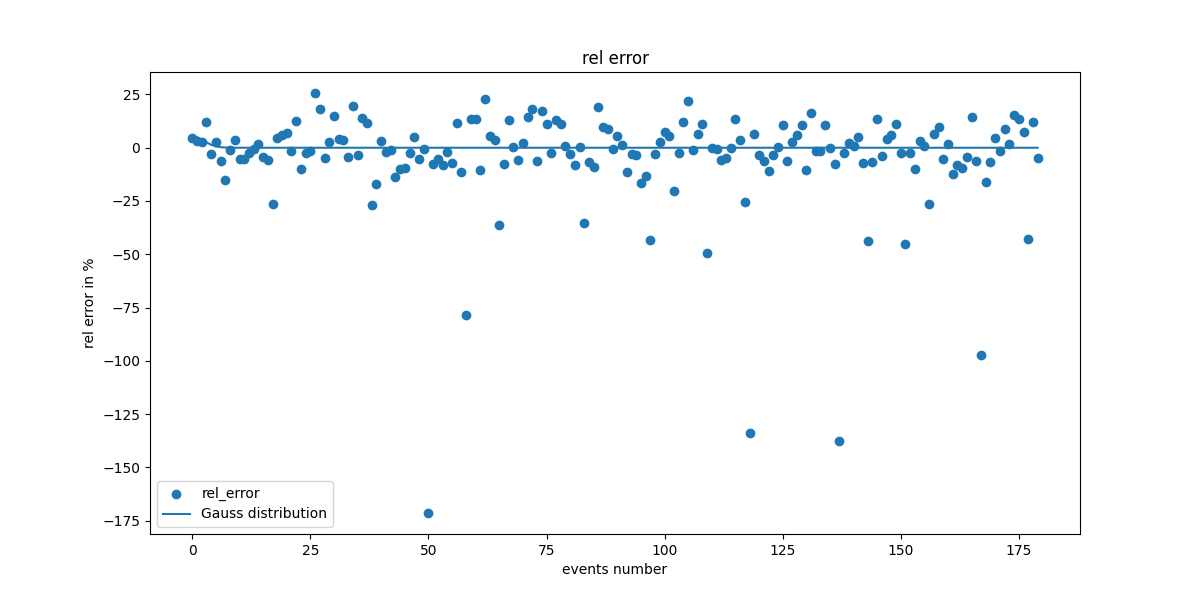 rel error
25
0
−25
−50
−75
−100
−125
−150
−175
rel error in %
rel_error
Gauss distribution
0 25 50 75 100 125 150 175
events number